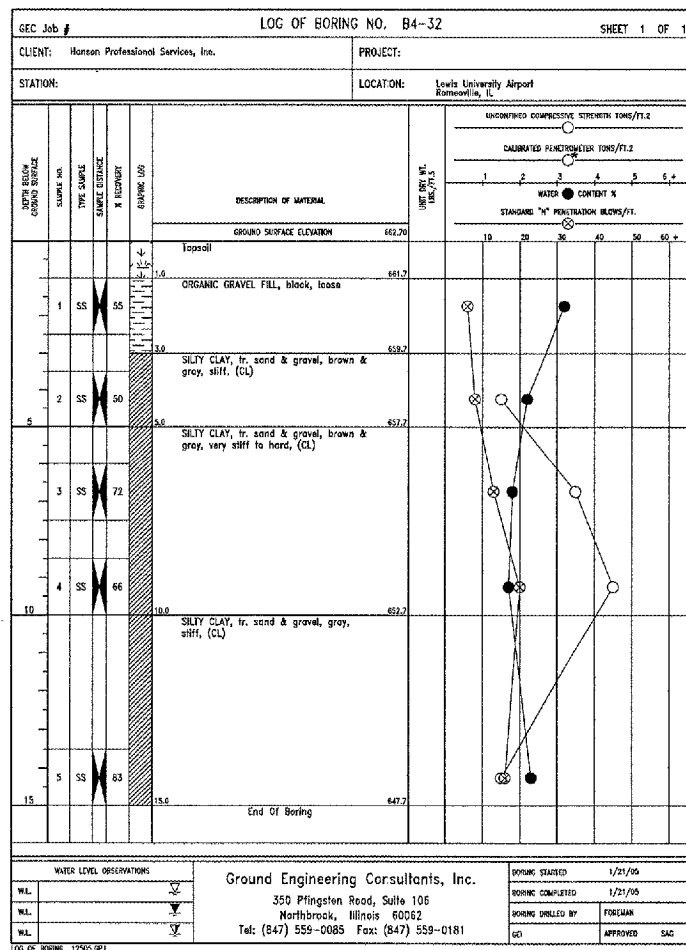 GEC Job #
LOG OF BORING NO. B4-32
SHEET 1 OF 1
CLIENT: Hanson Professional Services, Inc.
PROJECT:
STATION:
LOCATION: Lewis University Airport
Romeoville, IL
DEPTH BELOW
GROUND SURFACE
SAMPLE NO.
TYPE SAMPLE
SAMPLE DISTANCE
% RECOVERY
GRAPHIC LOG
DESCRIPTION OF MATERIAL
GROUND SURFACE ELEVATION 662.70
UNIT DRY WT.
LBS./FT.3
UNCONFINED COMPRESSIVE STRENGTH TONS/FT.2
CALIBRATED PENETROMETER TONS/FT.2
1 2 3 4 5 6 +
WATER CONTENT %
STANDARD "N" PENETRATION BLOWS/FT.
10 20 30 40 50 60 +
Topsoil
1.0 661.7
ORGANIC GRAVEL FILL, black, loose
1 SS 55
3.0 659.7
SILTY CLAY, tr. sand & gravel, brown &
gray, stiff, (CL)
2 SS 50
5 5.0 657.7
SILTY CLAY, tr. sand & gravel, brown &
gray, very stiff to hard, (CL)
3 SS 72
4 SS 66
10 10.0 652.7
SILTY CLAY, tr. sand & gravel, gray,
stiff, (CL)
5 SS 83
15 15.0 647.7
End Of Boring
WATER LEVEL OBSERVATIONS
W.L.
W.L.
W.L.
Ground Engineering Consultants, Inc.
350 Pfingston Road, Suite 106
Northbrook, Illinois 60062
Tel: (847) 559-0085 Fax: (847) 559-0181
BORING STARTED 1/21/05
BORING COMPLETED 1/21/05
BORING DRILLED BY FOREMAN
GEI APPROVED SAG
LOG OF BORING 12505.GPJ